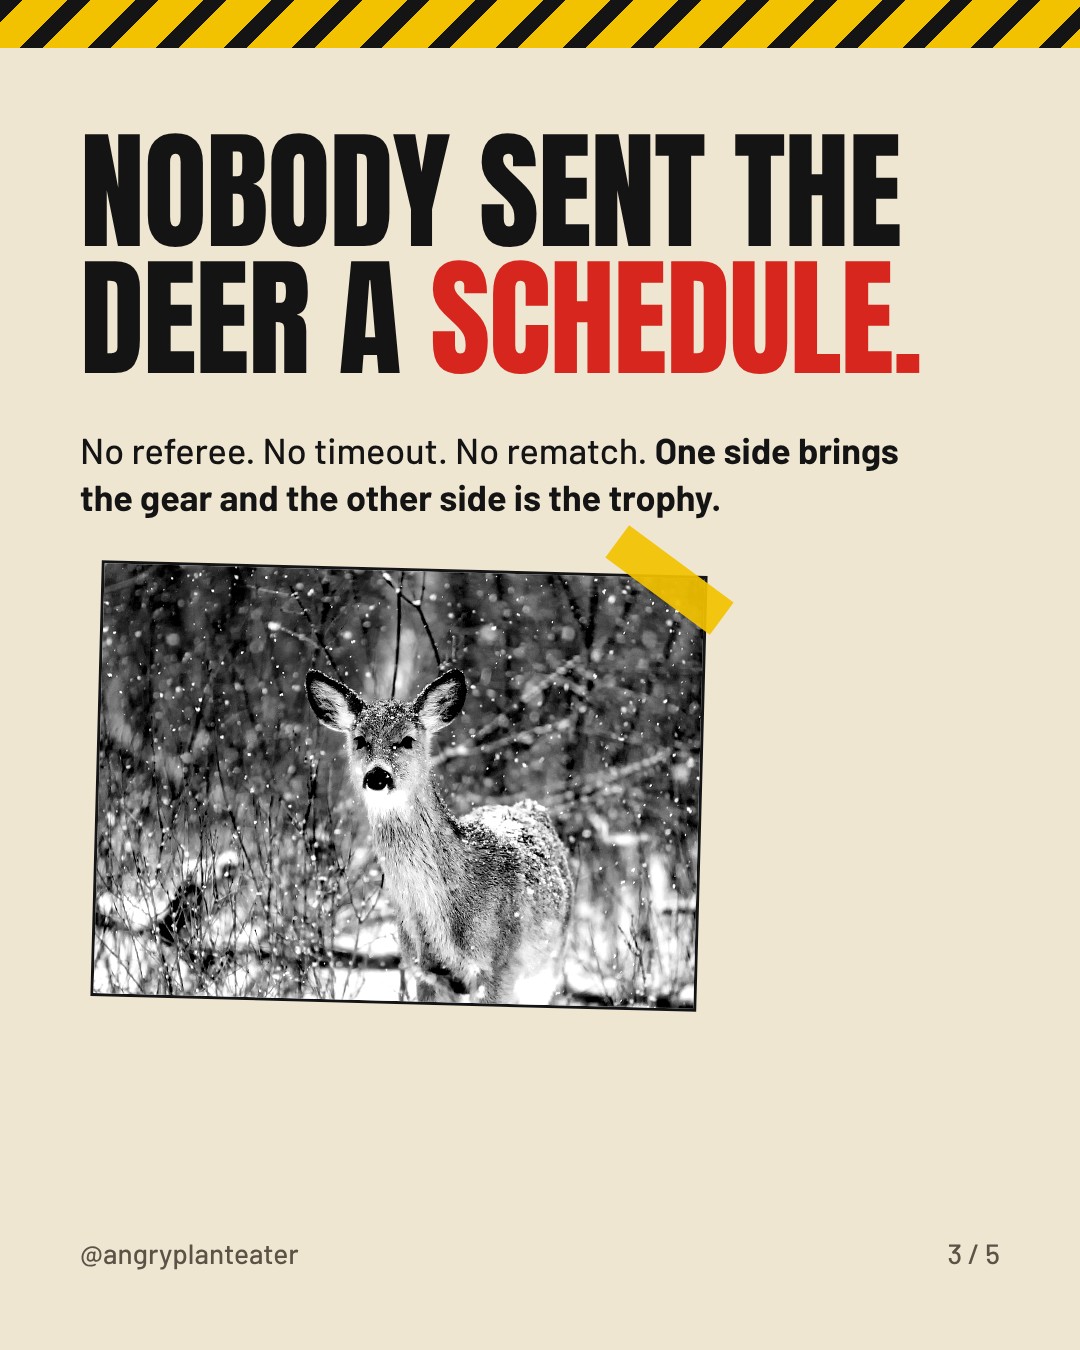 NOBODY SENT THE
DEER A SCHEDULE.
No referee. No timeout. No rematch. One side brings
the gear and the other side is the trophy.
@angryplanteater
3 / 5